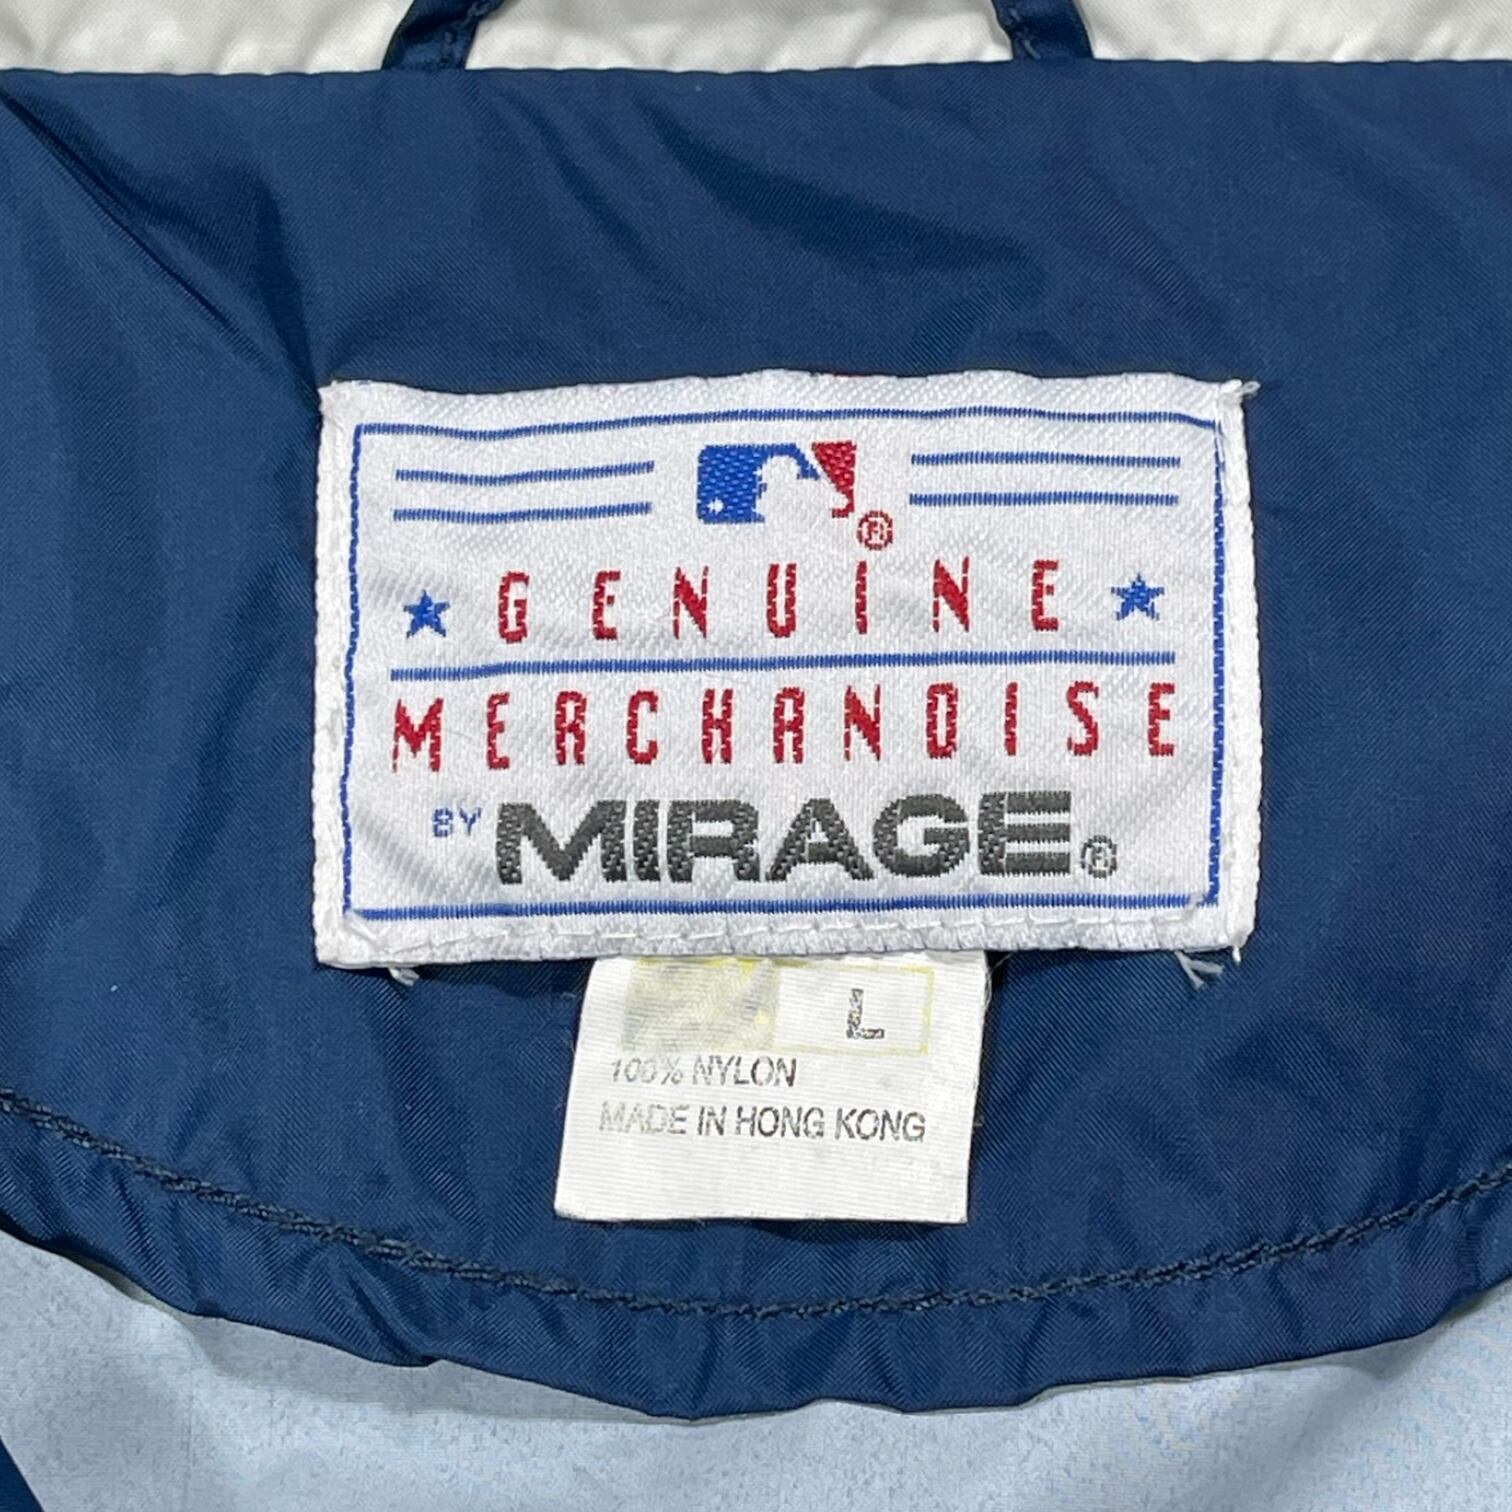 ®
GENUINE
MERCHANDISE
BY MIRAGE®
L
100% NYLON
MADE IN HONG KONG